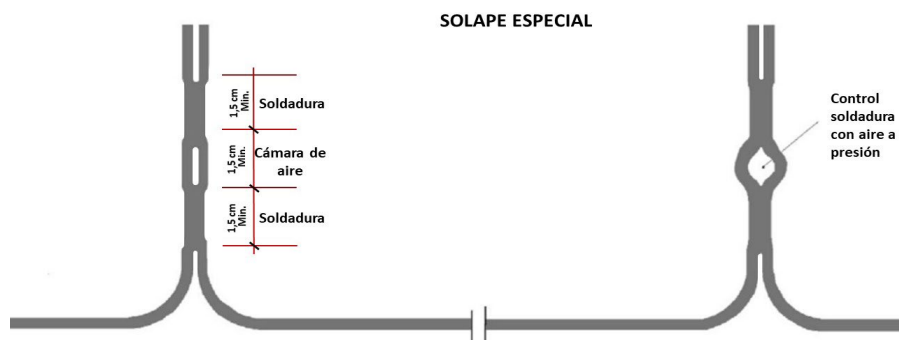 SOLAPE ESPECIAL
1,5 cm
Min.
Soldadura
1,5 cm
Min.
Cámara de
aire
1,5 cm
Min.
Soldadura
Control
soldadura
con aire a
presión